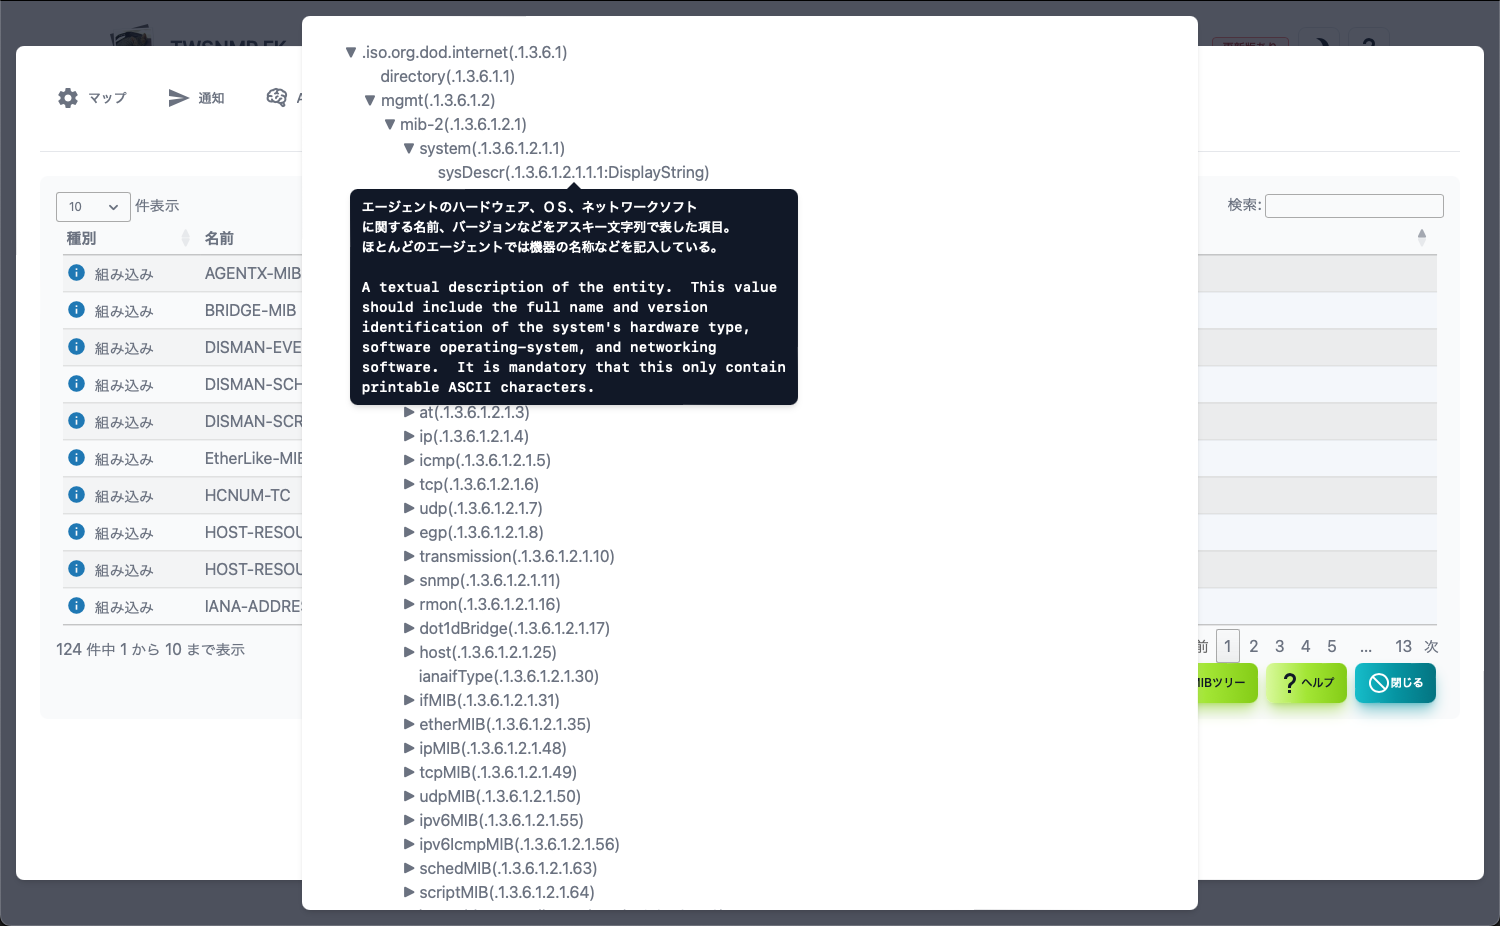 .iso.org.dod.internet(.1.3.6.1)
directory(.1.3.6.1.1)
mgmt(.1.3.6.1.2)
mib-2(.1.3.6.1.2.1)
system(.1.3.6.1.2.1.1)
sysDescr(.1.3.6.1.2.1.1.1:DisplayString)
エージェントのハードウェア、OS、ネットワークソフト
に関する名前、バージョンなどをアスキー文字列で表した項目。
ほとんどのエージェントでは機器の名称などを記入している。
A textual description of the entity.  This value
should include the full name and version
identification of the system's hardware type,
software operating-system, and networking
software.  It is mandatory that this only contain
printable ASCII characters.
at(.1.3.6.1.2.1.3)
ip(.1.3.6.1.2.1.4)
icmp(.1.3.6.1.2.1.5)
tcp(.1.3.6.1.2.1.6)
udp(.1.3.6.1.2.1.7)
egp(.1.3.6.1.2.1.8)
transmission(.1.3.6.1.2.1.10)
snmp(.1.3.6.1.2.1.11)
rmon(.1.3.6.1.2.1.16)
dot1dBridge(.1.3.6.1.2.1.17)
host(.1.3.6.1.2.1.25)
ianaifType(.1.3.6.1.2.1.30)
ifMIB(.1.3.6.1.2.1.31)
etherMIB(.1.3.6.1.2.1.35)
ipMIB(.1.3.6.1.2.1.48)
tcpMIB(.1.3.6.1.2.1.49)
udpMIB(.1.3.6.1.2.1.50)
ipv6MIB(.1.3.6.1.2.1.55)
ipv6IcmpMIB(.1.3.6.1.2.1.56)
schedMIB(.1.3.6.1.2.1.63)
scriptMIB(.1.3.6.1.2.1.64)
マップ 通知
10 件表示
検索:
種別 名前
組み込み AGENTX-MIB
組み込み BRIDGE-MIB
組み込み DISMAN-EVE
組み込み DISMAN-SCH
組み込み DISMAN-SCR
組み込み EtherLike-MIB
組み込み HCNUM-TC
組み込み HOST-RESOU
組み込み HOST-RESOU
組み込み IANA-ADDRES
124 件中 1 から 10 まで表示
前 1 2 3 4 5 ... 13 次
MIBツリー ヘルプ 閉じる